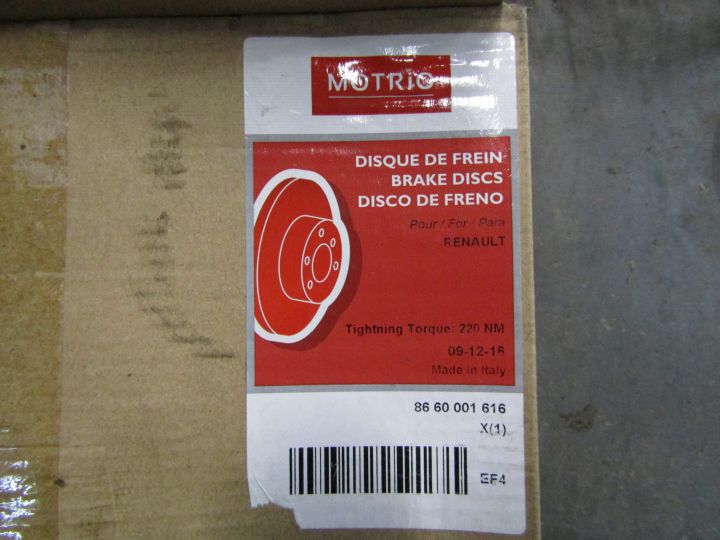 MOTRIO
DISQUE DE FREIN
BRAKE DISCS
DISCO DE FRENO
Pour / For / Para
RENAULT
Tightning Torque: 220 NM
09-12-16
Made in Italy
86 60 001 616
X(1)